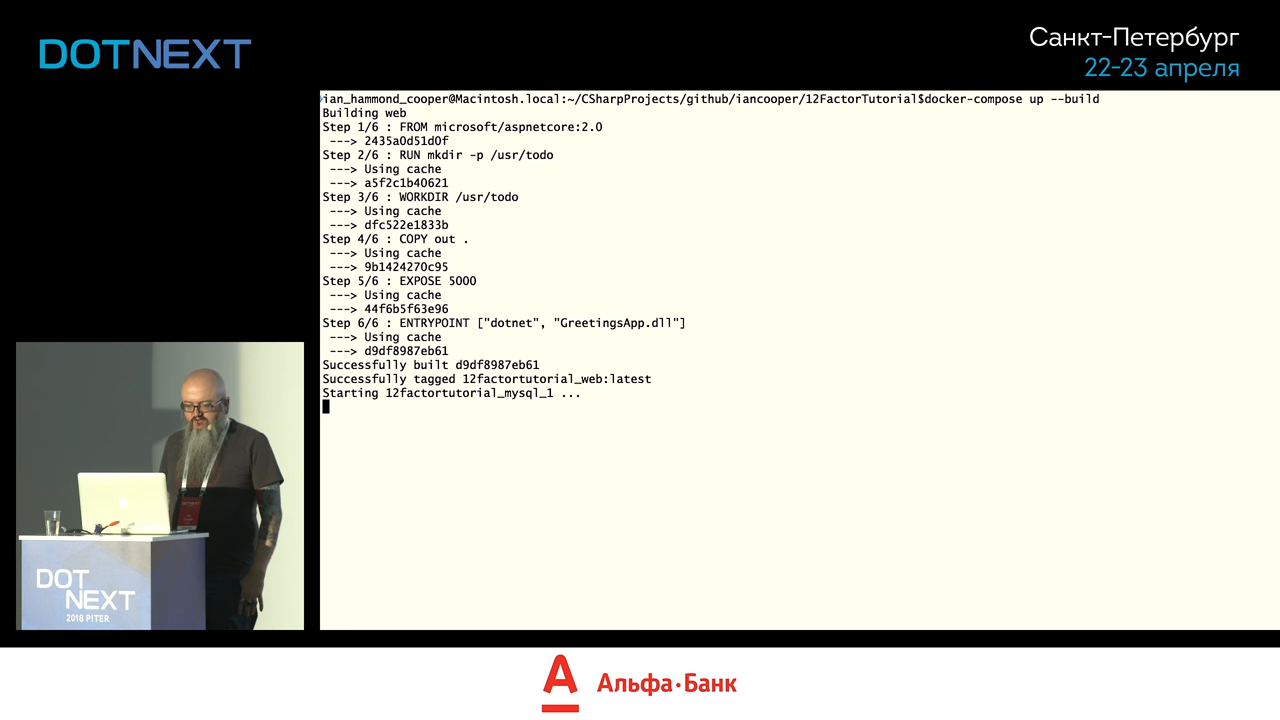 DOTNEXT
Санкт-Петербург
22-23 апреля
ian_hammond_cooper@Macintosh.local:~/CSharpProjects/github/iancooper/12FactorTutorial$docker-compose up --build
Building web
Step 1/6 : FROM microsoft/aspnetcore:2.0
---> 2435a0d51d0f
Step 2/6 : RUN mkdir -p /usr/todo
---> Using cache
---> a5f2c1b40621
Step 3/6 : WORKDIR /usr/todo
---> Using cache
---> dfc522e1833b
Step 4/6 : COPY out .
---> Using cache
---> 9b1424270c95
Step 5/6 : EXPOSE 5000
---> Using cache
---> 44f6b5f63e96
Step 6/6 : ENTRYPOINT ["dotnet", "GreetingsApp.dll"]
---> Using cache
---> d9df8987eb61
Successfully built d9df8987eb61
Successfully tagged 12factortutorial_web:latest
Starting 12factortutorial_mysql_1 ...
DOT
NEXT
2018 PITER
А Альфа·Банк